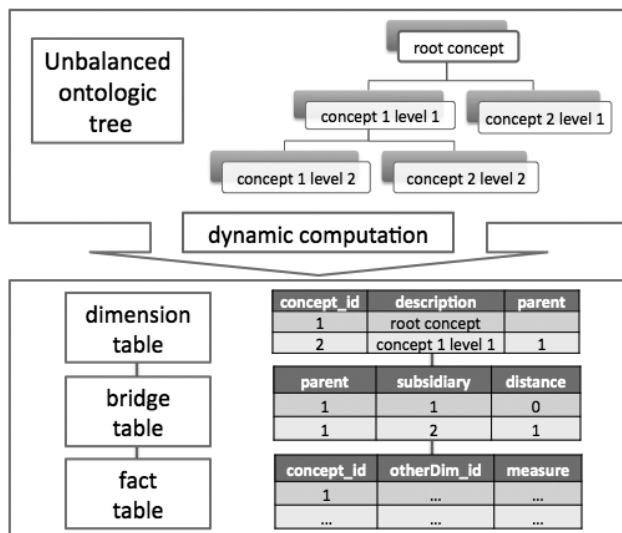 Unbalanced
ontologic
tree
root concept
concept 1 level 1
concept 2 level 1
concept 1 level 2
concept 2 level 2
dynamic computation
dimension
table
concept_id description parent
1 root concept
2 concept 1 level 1 1
bridge
table
parent subsidiary distance
1 1 0
1 2 1
fact
table
concept_id otherDim_id measure
1 ... ...
... ... ...